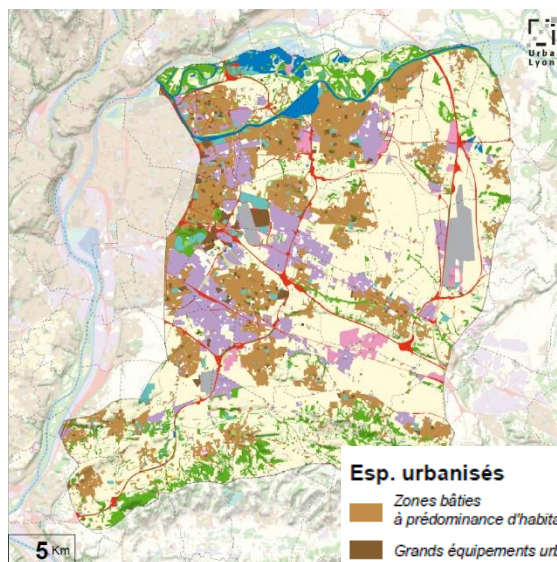 Urba
Lyon
Esp. urbanisés
Zones bâties
à prédominance d'habita
Grands équipements urb
5 Km